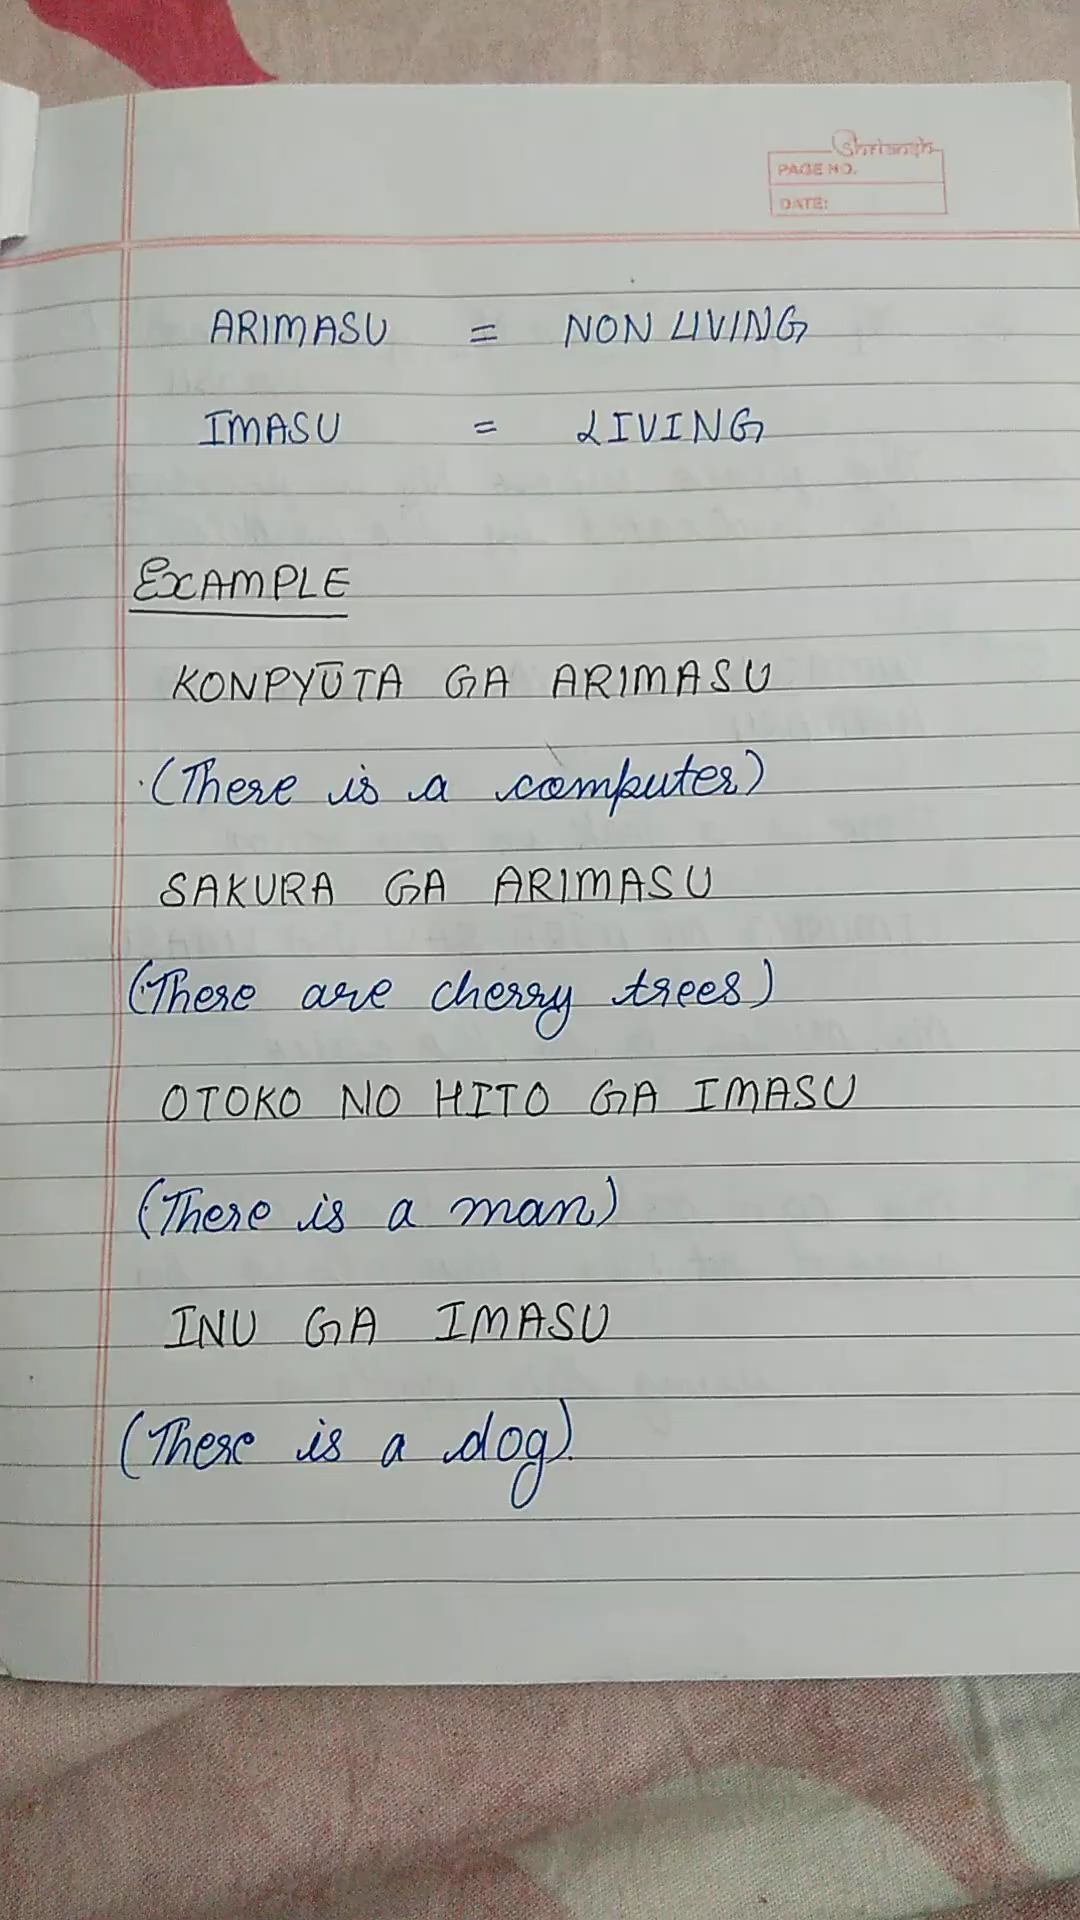 Shriansh
PAGE NO.
DATE:
ARIMASU = NON LIVING
IMASU = LIVING
EXAMPLE
KONPYŪTA GA ARIMASU
(There is a computer)
SAKURA GA ARIMASU
(There are cherry trees)
OTOKO NO HITO GA IMASU
(There is a man)
INU GA IMASU
(There is a dog).